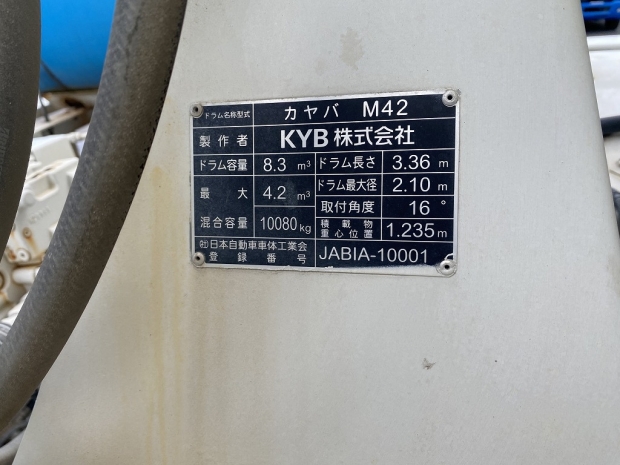 ドラム名称型式 カヤバ M42
製作者 KYB株式会社
ドラム容量 8.3 m³ ドラム長さ 3.36 m
最大 4.2 m³ ドラム最大径 2.10 m
混合容量 10080kg 取付角度 16°
積載物重心位置 1.235m
㈳日本自動車車体工業会
登録番号 JABIA-10001